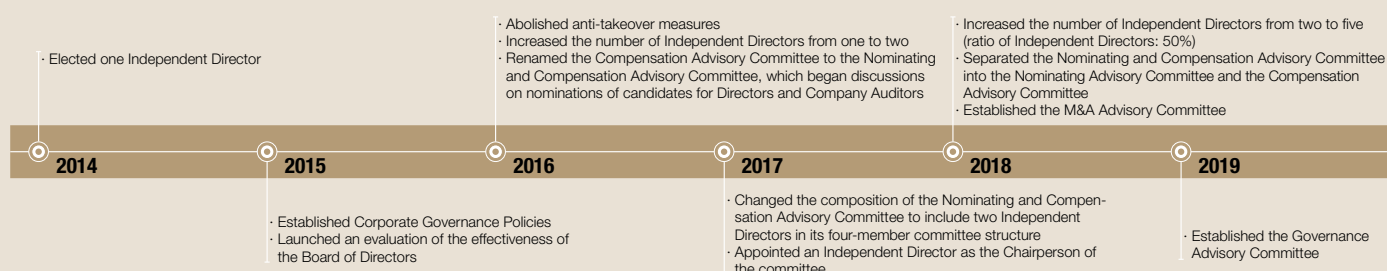 · Elected one Independent Director
· Abolished anti-takeover measures
· Increased the number of Independent Directors from one to two
· Renamed the Compensation Advisory Committee to the Nominating
and Compensation Advisory Committee, which began discussions
on nominations of candidates for Directors and Company Auditors
· Increased the number of Independent Directors from two to five
(ratio of Independent Directors: 50%)
· Separated the Nominating and Compensation Advisory Committee
into the Nominating Advisory Committee and the Compensation
Advisory Committee
· Established the M&A Advisory Committee
2014
2015
2016
2017
2018
2019
· Established Corporate Governance Policies
· Launched an evaluation of the effectiveness of
the Board of Directors
· Changed the composition of the Nominating and Compen-
sation Advisory Committee to include two Independent
Directors in its four-member committee structure
· Appointed an Independent Director as the Chairperson of
the committee
· Established the Governance
Advisory Committee